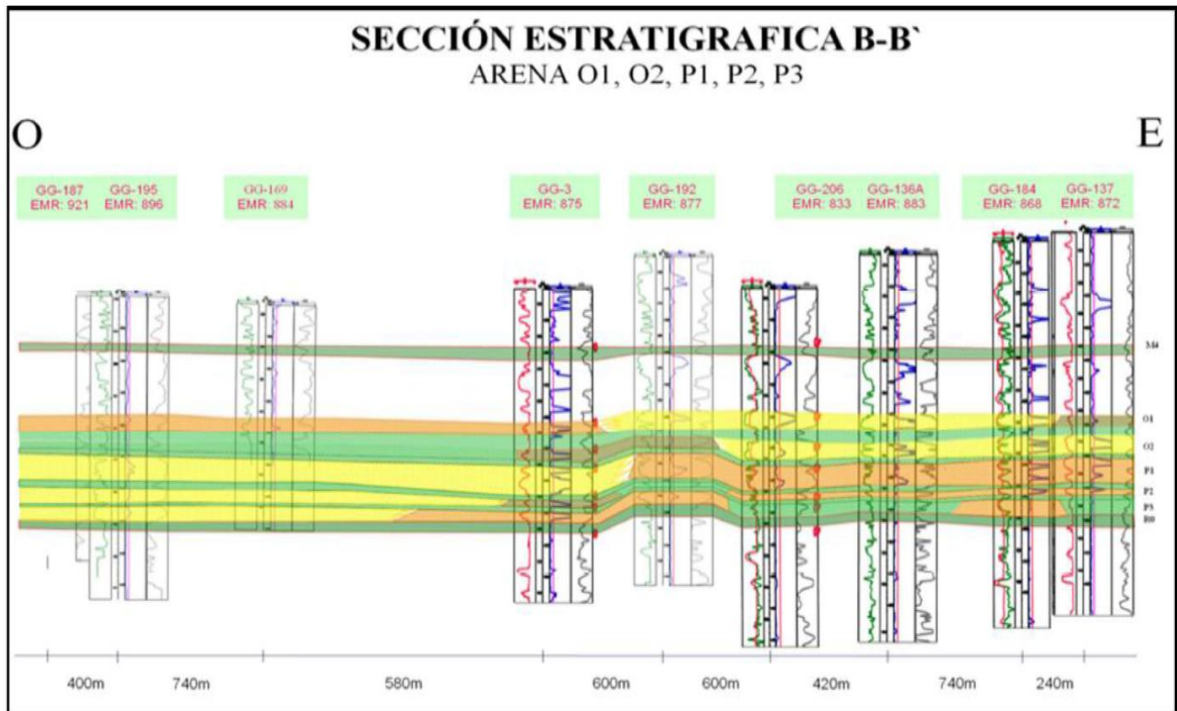 SECCIÓN ESTRATIGRAFICA B-B`
ARENA O1, O2, P1, P2, P3
O
E
GG-187 GG-195
EMR: 921 EMR: 896
GG-169
EMR: 884
GG-3
EMR: 875
GG-192
EMR: 877
GG-206 GG-136A
EMR: 833 EMR: 883
GG-184 GG-137
EMR: 868 EMR: 872
M4
O1
O2
P1
P2
P3
400m 740m 580m 600m 600m 420m 740m 240m